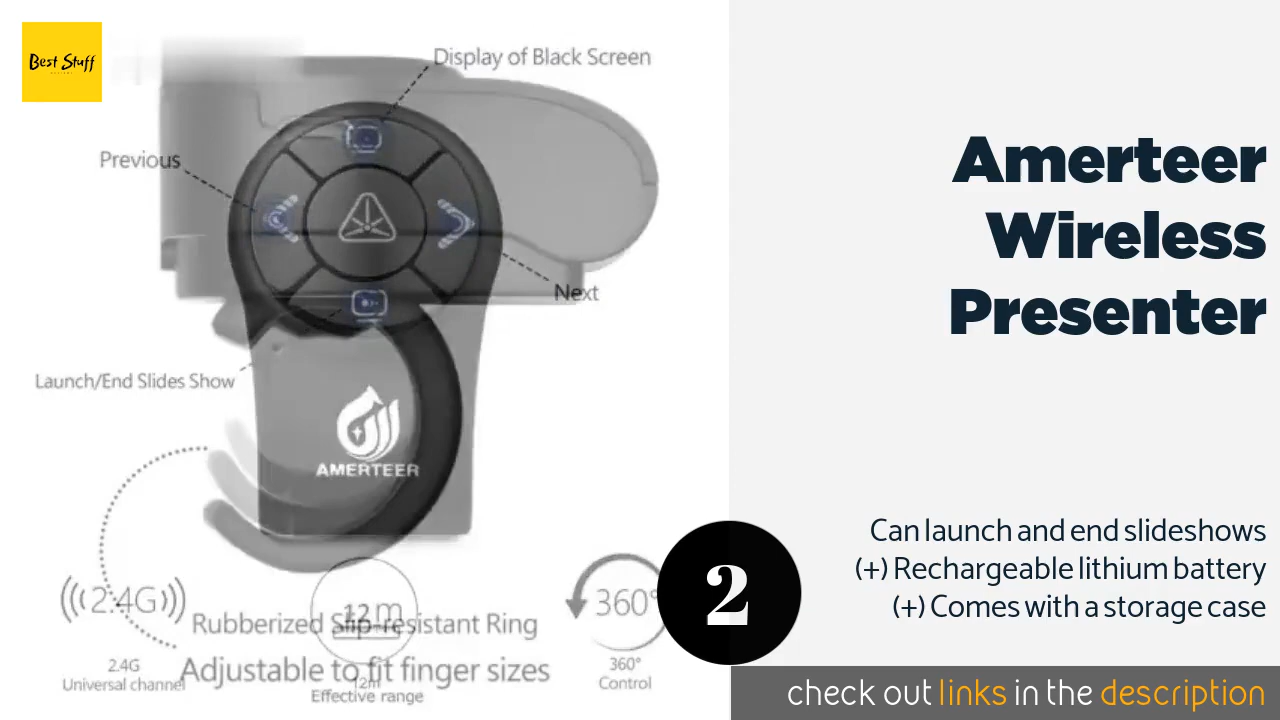 Best Stuff
Display of Black Screen
Previous
Next
Launch/End Slides Show
AMERTEER
((2.4G))
12m
360°
Rubberized Slip-resistant Ring
Adjustable to fit finger sizes
2.4G
Universal channel
12m
Effective range
360°
Control
Amerteer
Wireless
Presenter
2
Can launch and end slideshows
(+) Rechargeable lithium battery
(+) Comes with a storage case
check out links in the description